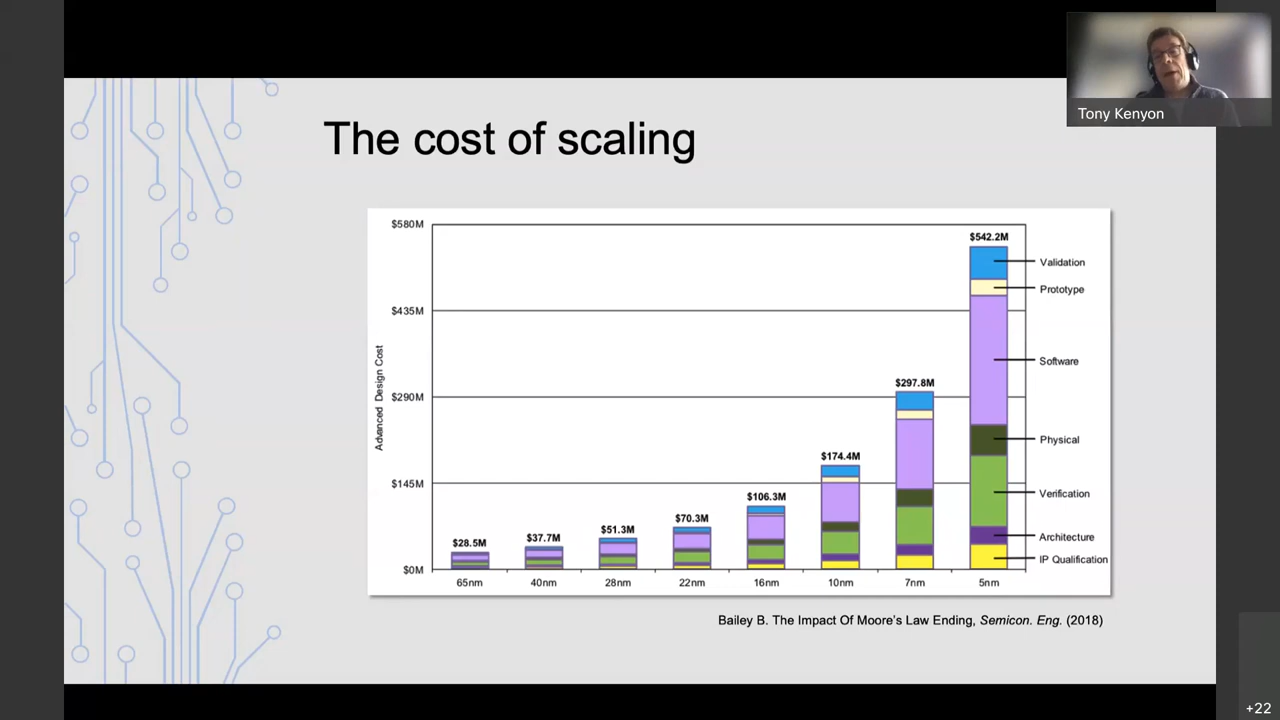 Tony Kenyon
The cost of scaling
$580M
$435M
$290M
$145M
$0M
Advanced Design Cost
$28.5M
$37.7M
$51.3M
$70.3M
$106.3M
$174.4M
$297.8M
$542.2M
65nm
40nm
28nm
22nm
16nm
10nm
7nm
5nm
Validation
Prototype
Software
Physical
Verification
Architecture
IP Qualification
Bailey B. The Impact Of Moore's Law Ending, Semicon. Eng. (2018)
+22